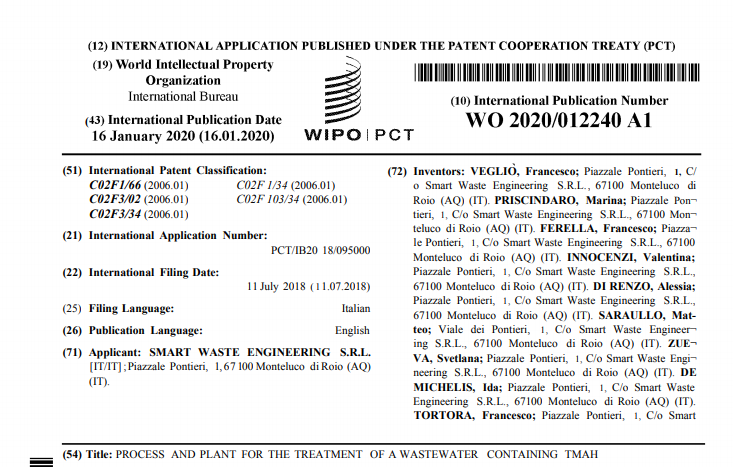 (12) INTERNATIONAL APPLICATION PUBLISHED UNDER THE PATENT COOPERATION TREATY (PCT)
(19) World Intellectual Property
Organization
International Bureau
(43) International Publication Date
16 January 2020 (16.01.2020)
WIPO | PCT
(10) International Publication Number
WO 2020/012240 A1
(51) International Patent Classification:
C02F1/66 (2006.01) C02F 1/34 (2006.01)
C02F3/02 (2006.01) C02F 103/34 (2006.01)
C02F3/34 (2006.01)
(21) International Application Number:
PCT/IB20 18/095000
(22) International Filing Date:
11 July 2018 (11.07.2018)
(25) Filing Language: Italian
(26) Publication Language: English
(71) Applicant: SMART WASTE ENGINEERING S.R.L.
[IT/IT]; Piazzale Pontieri, 1, 67 100 Monteluco di Roio (AQ)
(IT).
(72) Inventors: VEGLIÒ, Francesco; Piazzale Pontieri, 1, C/
o Smart Waste Engineering S.R.L., 67100 Monteluco di
Roio (AQ) (IT). PRISCINDARO, Marina; Piazzale Pon¬
tieri, 1, C/o Smart Waste Engineering S.R.L., 67100 Mon¬
teluco di Roio (AQ) (IT). FERELLA, Francesco; Piazza¬
le Pontieri, 1, C/o Smart Waste Engineering S.R.L., 67100
Monteluco di Roio (AQ) (IT). INNOCENZI, Valentina;
Piazzale Pontieri, 1, C/o Smart Waste Engineering S.R.L.,
67100 Monteluco di Roio (AQ) (IT). DI RENZO, Alessia;
Piazzale Pontieri, 1, C/o Smart Waste Engineering S.R.L.,
67100 Monteluco di Roio (AQ) (IT). SARAULLO, Mat¬
teo; Viale dei Pontieri, 1, C/o Smart Waste Engineer¬
ing S.R.L., 67100 Monteluco di Roio (AQ) (IT). ZUE¬
VA, Svetlana; Piazzale Pontieri, 1, C/o Smart Waste Engi¬
neering S.R.L., 67100 Monteluco di Roio (AQ) (IT). DE
MICHELIS, Ida; Piazzale Pontieri, 1, C/o Smart Waste
Engineering S.R.L., 67100 Monteluco di Roio (AQ) (IT).
TORTORA, Francesco; Piazzale Pontieri, 1, C/o Smart
(54) Title: PROCESS AND PLANT FOR THE TREATMENT OF A WASTEWATER CONTAINING TMAH